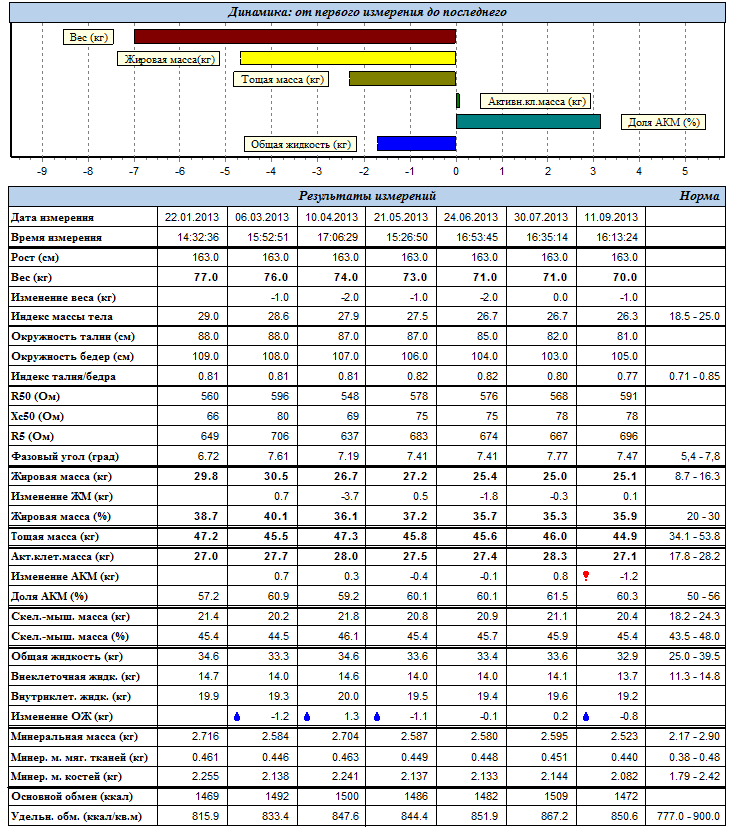 Динамика: от первого измерения до последнего
Вес (кг)
Жировая масса(кг)
Тощая масса (кг)
Активн.кл.масса (кг)
Доля АКМ (%)
Общая жидкость (кг)
-9 -8 -7 -6 -5 -4 -3 -2 -1 0 1 2 3 4 5
Результаты измерений Норма
Дата измерения 22.01.2013 06.03.2013 10.04.2013 21.05.2013 24.06.2013 30.07.2013 11.09.2013
Время измерения 14:32:36 15:52:51 17:06:29 15:26:50 16:53:45 16:35:14 16:13:24
Рост (см) 163.0 163.0 163.0 163.0 163.0 163.0 163.0
Вес (кг) 77.0 76.0 74.0 73.0 71.0 71.0 70.0
Изменение веса (кг) -1.0 -2.0 -1.0 -2.0 0.0 -1.0
Индекс массы тела 29.0 28.6 27.9 27.5 26.7 26.7 26.3 18.5 - 25.0
Окружность талии (см) 88.0 88.0 87.0 87.0 85.0 82.0 81.0
Окружность бедер (см) 109.0 108.0 107.0 106.0 104.0 103.0 105.0
Индекс талия/бедра 0.81 0.81 0.81 0.82 0.82 0.80 0.77 0.71 - 0.85
R50 (Ом) 560 596 548 578 576 568 591
Xc50 (Ом) 66 80 69 75 75 78 78
R5 (Ом) 649 706 637 683 674 667 696
Фазовый угол (град) 6.72 7.61 7.19 7.41 7.41 7.77 7.47 5,4 - 7,8
Жировая масса (кг) 29.8 30.5 26.7 27.2 25.4 25.0 25.1 8.7 - 16.3
Изменение ЖМ (кг) 0.7 -3.7 0.5 -1.8 -0.3 0.1
Жировая масса (%) 38.7 40.1 36.1 37.2 35.7 35.3 35.9 20 - 30
Тощая масса (кг) 47.2 45.5 47.3 45.8 45.6 46.0 44.9 34.1 - 53.8
Акт.клет.масса (кг) 27.0 27.7 28.0 27.5 27.4 28.3 27.1 17.8 - 28.2
Изменение АКМ (кг) 0.7 0.3 -0.4 -0.1 0.8 -1.2
Доля АКМ (%) 57.2 60.9 59.2 60.1 60.1 61.5 60.3 50 - 56
Скел.-мыш. масса (кг) 21.4 20.2 21.8 20.8 20.9 21.1 20.4 18.2 - 24.3
Скел.-мыш. масса (%) 45.4 44.5 46.1 45.4 45.7 45.9 45.4 43.5 - 48.0
Общая жидкость (кг) 34.6 33.3 34.6 33.6 33.4 33.6 32.9 25.0 - 39.5
Внеклеточная жидк. (кг) 14.7 14.0 14.6 14.0 14.0 14.1 13.7 11.3 - 14.8
Внутриклет. жидк. (кг) 19.9 19.3 20.0 19.5 19.4 19.6 19.2
Изменение ОЖ (кг) -1.2 1.3 -1.1 -0.1 0.2 -0.8
Минеральная масса (кг) 2.716 2.584 2.704 2.587 2.580 2.595 2.523 2.17 - 2.90
Минер. м. мяг. тканей (кг) 0.461 0.446 0.463 0.449 0.448 0.451 0.440 0.38 - 0.48
Минер. м. костей (кг) 2.255 2.138 2.241 2.137 2.133 2.144 2.082 1.79 - 2.42
Основной обмен (ккал) 1469 1492 1500 1486 1482 1509 1472
Удельн. обм. (ккал/кв.м) 815.9 833.4 847.6 844.4 851.9 867.2 850.6 777.0 - 900.0